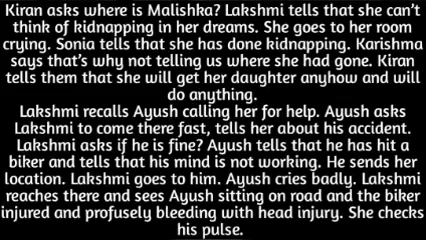 Kiran asks where is Malishka? Lakshmi tells that she can't
think of kidnapping in her dreams. She goes to her room
crying. Sonia tells that she has done kidnapping. Karishma
says that's why not telling us where she had gone. Kiran
tells them that she will get her daughter anyhow and will
do anything.
Lakshmi recalls Ayush calling her for help. Ayush asks
Lakshmi to come there fast, tells her about his accident.
Lakshmi asks if he is fine? Ayush tells that he has hit a
biker and tells that his mind is not working. He sends her
location. Lakshmi goes to him. Ayush cries badly. Lakshmi
reaches there and sees Ayush sitting on road and the biker
injured and profusely bleeding with head injury. She checks
his pulse.